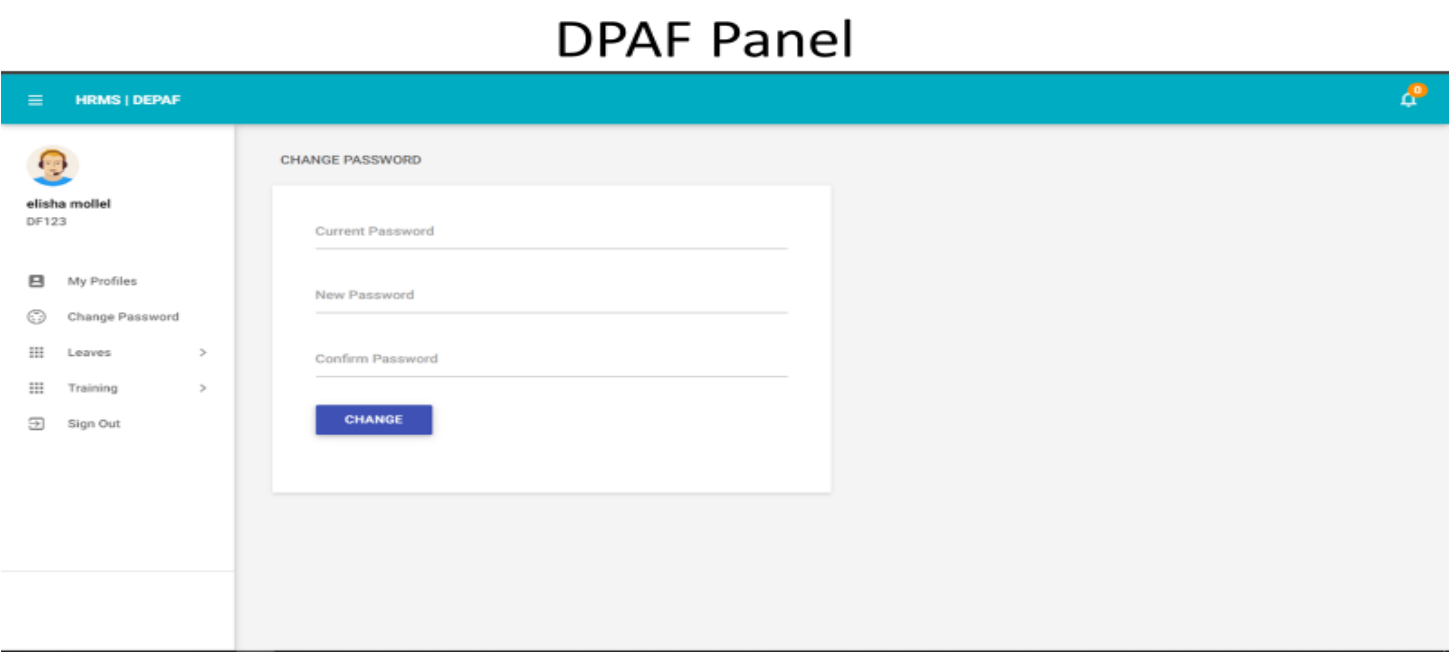 DPAF Panel
HRMS | DEPAF
0
elisha mollel
DF123
My Profiles
Change Password
Leaves >
Training >
Sign Out
CHANGE PASSWORD
Current Password
New Password
Confirm Password
CHANGE